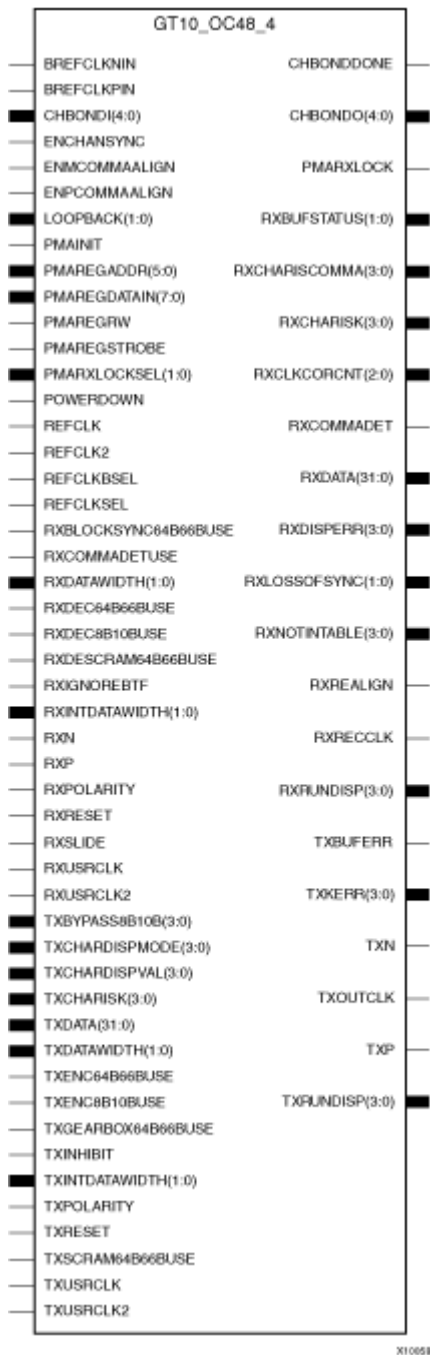 GT10_OC48_4
BREFCLKNIN CHBONDDONE
BREFCLKPIN
CHBONDI(4:0) CHBONDO(4:0)
ENCHANSYNC
ENMCOMMAALIGN PMARXLOCK
ENPCOMMAALIGN
LOOPBACK(1:0) RXBUFSTATUS(1:0)
PMAINIT
PMAREGADDR(5:0) RXCHARISCOMMA(3:0)
PMAREGDATAIN(7:0)
PMAREGRW RXCHARISK(3:0)
PMAREGSTROBE
PMARXLOCKSEL(1:0) RXCLKCORCNT(2:0)
POWERDOWN
REFCLK RXCOMMADET
REFCLK2
REFCLKBSEL RXDATA(31:0)
REFCLKSEL
RXBLOCKSYNC64B66BUSE RXDISPERR(3:0)
RXCOMMADETUSE
RXDATAWIDTH(1:0) RXLOSSOFSYNC(1:0)
RXDEC64B66BUSE
RXDEC8B10BUSE RXNOTINTABLE(3:0)
RXDESCRAM64B66BUSE
RXIGNOREBTF RXREALIGN
RXINTDATAWIDTH(1:0)
RXN RXRECCLK
RXP
RXPOLARITY RXRUNDISP(3:0)
RXRESET
RXSLIDE TXBUFERR
RXUSRCLK
RXUSRCLK2 TXKERR(3:0)
TXBYPASS8B10B(3:0)
TXCHARDISPMODE(3:0) TXN
TXCHARDISPVAL(3:0)
TXCHARISK(3:0) TXOUTCLK
TXDATA(31:0)
TXDATAWIDTH(1:0) TXP
TXENC64B66BUSE
TXENC8B10BUSE TXRUNDISP(3:0)
TXGEARBOX64B66BUSE
TXINHIBIT
TXINTDATAWIDTH(1:0)
TXPOLARITY
TXRESET
TXSCRAM64B66BUSE
TXUSRCLK
TXUSRCLK2